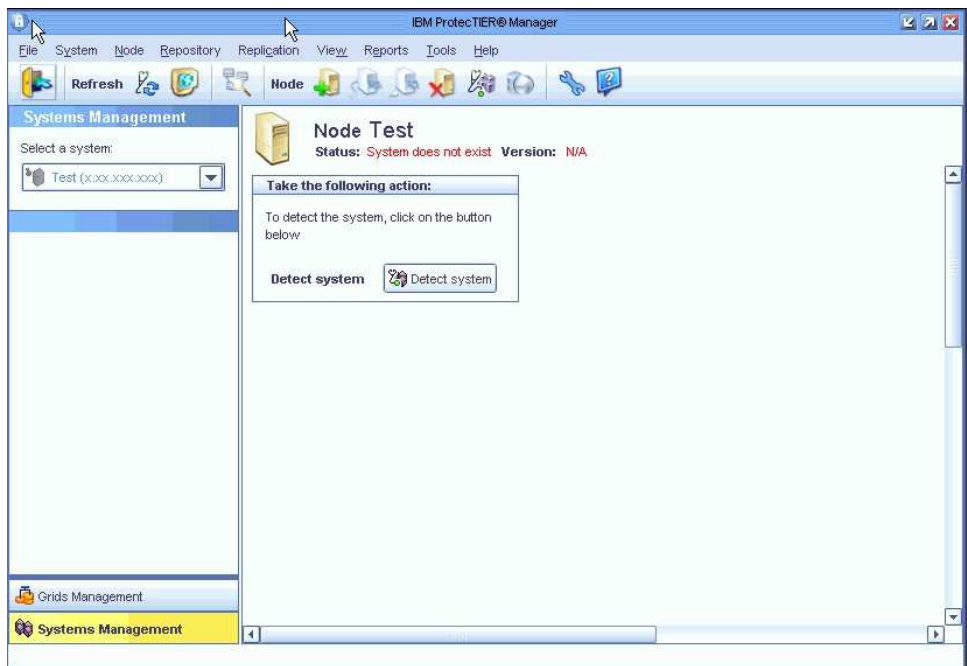 IBM ProtecTIER® Manager
File System Node Repository Replication View Reports Tools Help
Refresh Node
Systems Management
Select a system:
Test (x.xx.xxx.xxx)
Node Test
Status: System does not exist Version: N/A
Take the following action:
To detect the system, click on the button
below
Detect system Detect system
Grids Management
Systems Management